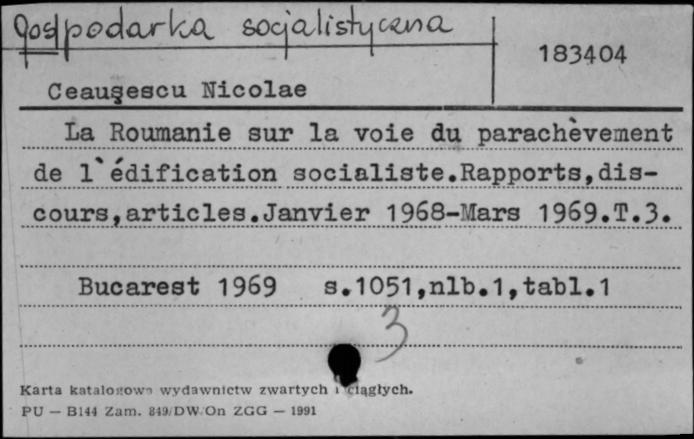 Gospodarka socjalistyczna
183404
Ceauşescu Nicolae
La Roumanie sur la voie du parachèvement
de l`édification socialiste.Rapports,dis-
cours,articles.Janvier 1968-Mars 1969.T.3.
Bucarest 1969 s.1051,nlb.1,tabl.1
3
Karta katalogowa wydawnictw zwartych i ciągłych.
PU — B144 Zam. 849/DW/On ZGG — 1991